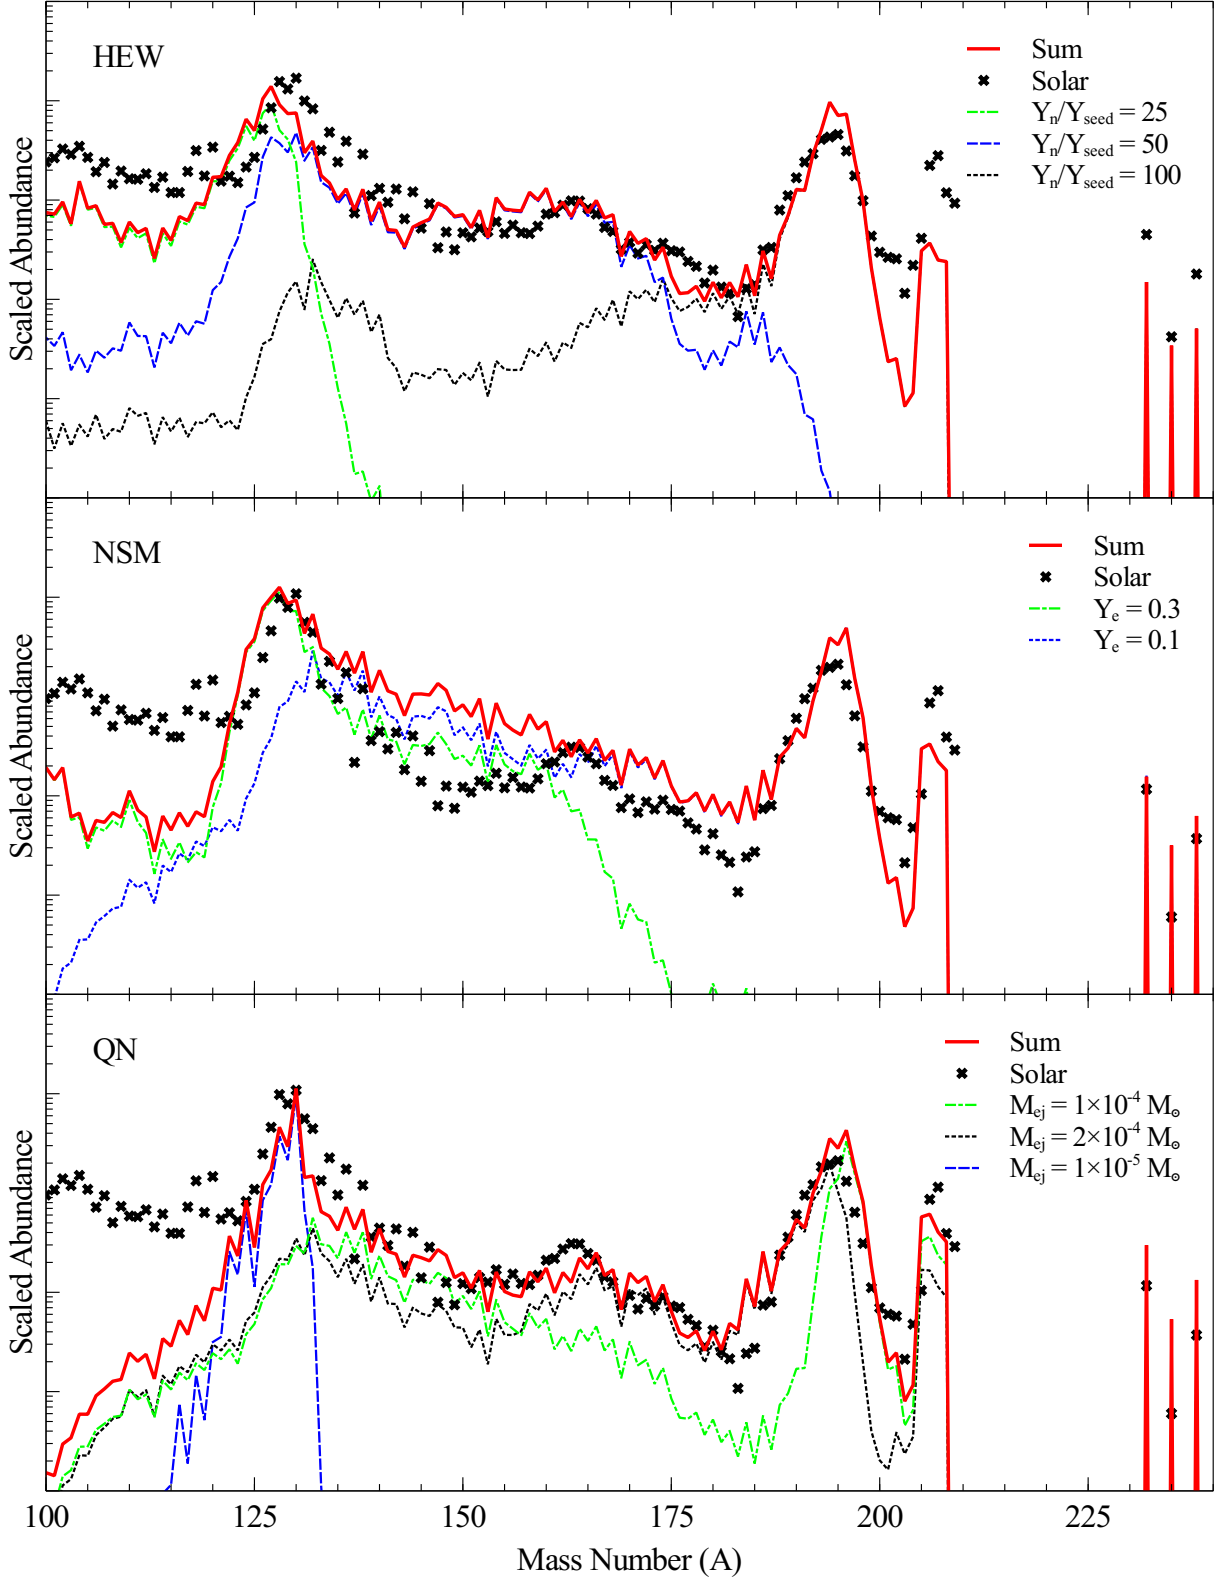 HEW
Sum
Solar
Yn/Yseed = 25
Yn/Yseed = 50
Yn/Yseed = 100
Scaled Abundance
NSM
Sum
Solar
Ye = 0.3
Ye = 0.1
Scaled Abundance
QN
Sum
Solar
Mej = 1×10⁻⁴ M☉
Mej = 2×10⁻⁴ M☉
Mej = 1×10⁻⁵ M☉
Scaled Abundance
100 125 150 175 200 225
Mass Number (A)